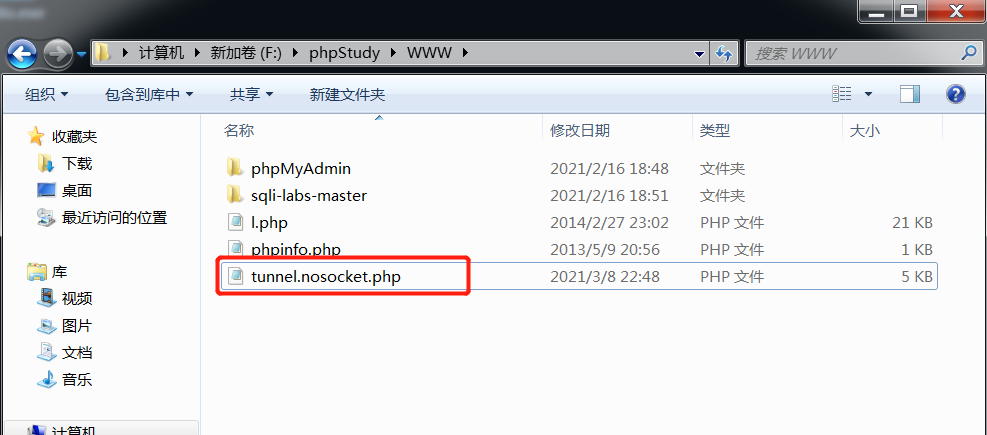 计算机 新加卷 (F:) phpStudy WWW 搜索 WWW
组织 包含到库中 共享 新建文件夹
收藏夹
下载
桌面
最近访问的位置
库
视频
图片
文档
音乐
计算机
名称 修改日期 类型 大小
phpMyAdmin 2021/2/16 18:48 文件夹
sqli-labs-master 2021/2/16 18:51 文件夹
l.php 2014/2/27 23:02 PHP 文件 21 KB
phpinfo.php 2013/5/9 20:56 PHP 文件 1 KB
tunnel.nosocket.php 2021/3/8 22:48 PHP 文件 5 KB